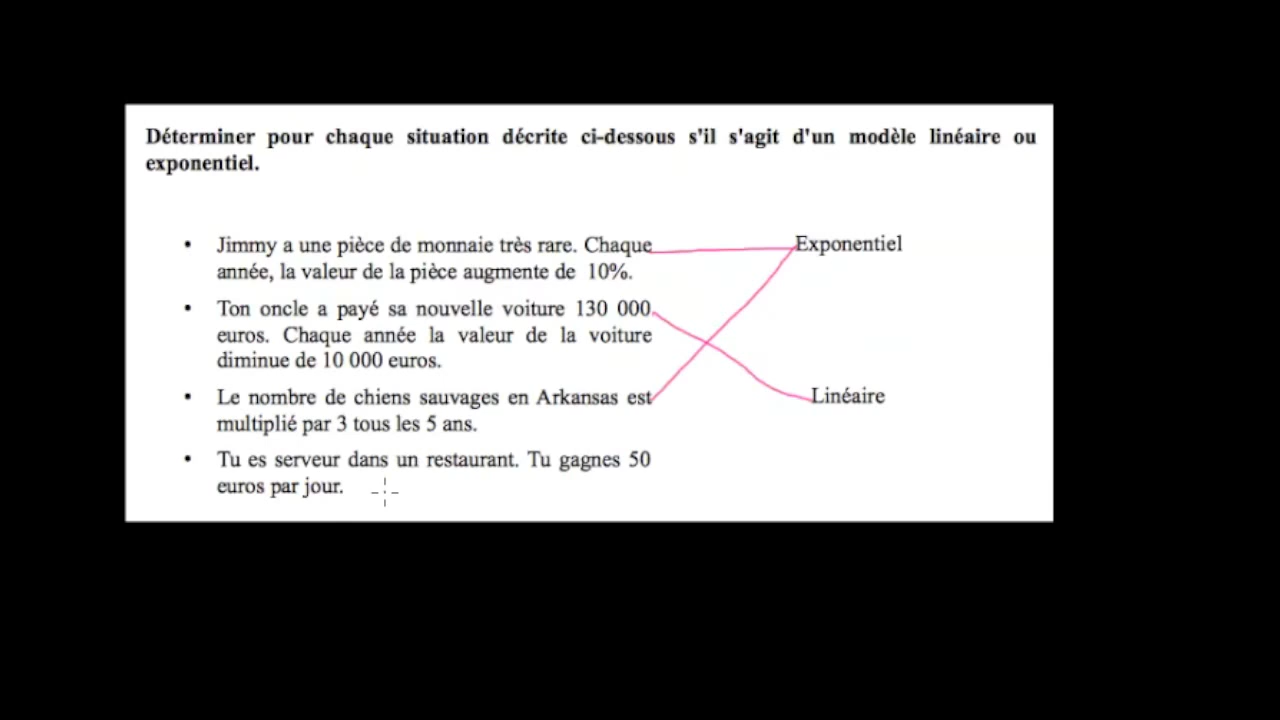 Déterminer pour chaque situation décrite ci-dessous s'il s'agit d'un modèle linéaire ou
exponentiel.
• Jimmy a une pièce de monnaie très rare. Chaque
année, la valeur de la pièce augmente de 10%.
• Ton oncle a payé sa nouvelle voiture 130 000
euros. Chaque année la valeur de la voiture
diminue de 10 000 euros.
• Le nombre de chiens sauvages en Arkansas est
multiplié par 3 tous les 5 ans.
• Tu es serveur dans un restaurant. Tu gagnes 50
euros par jour.
Exponentiel
Linéaire